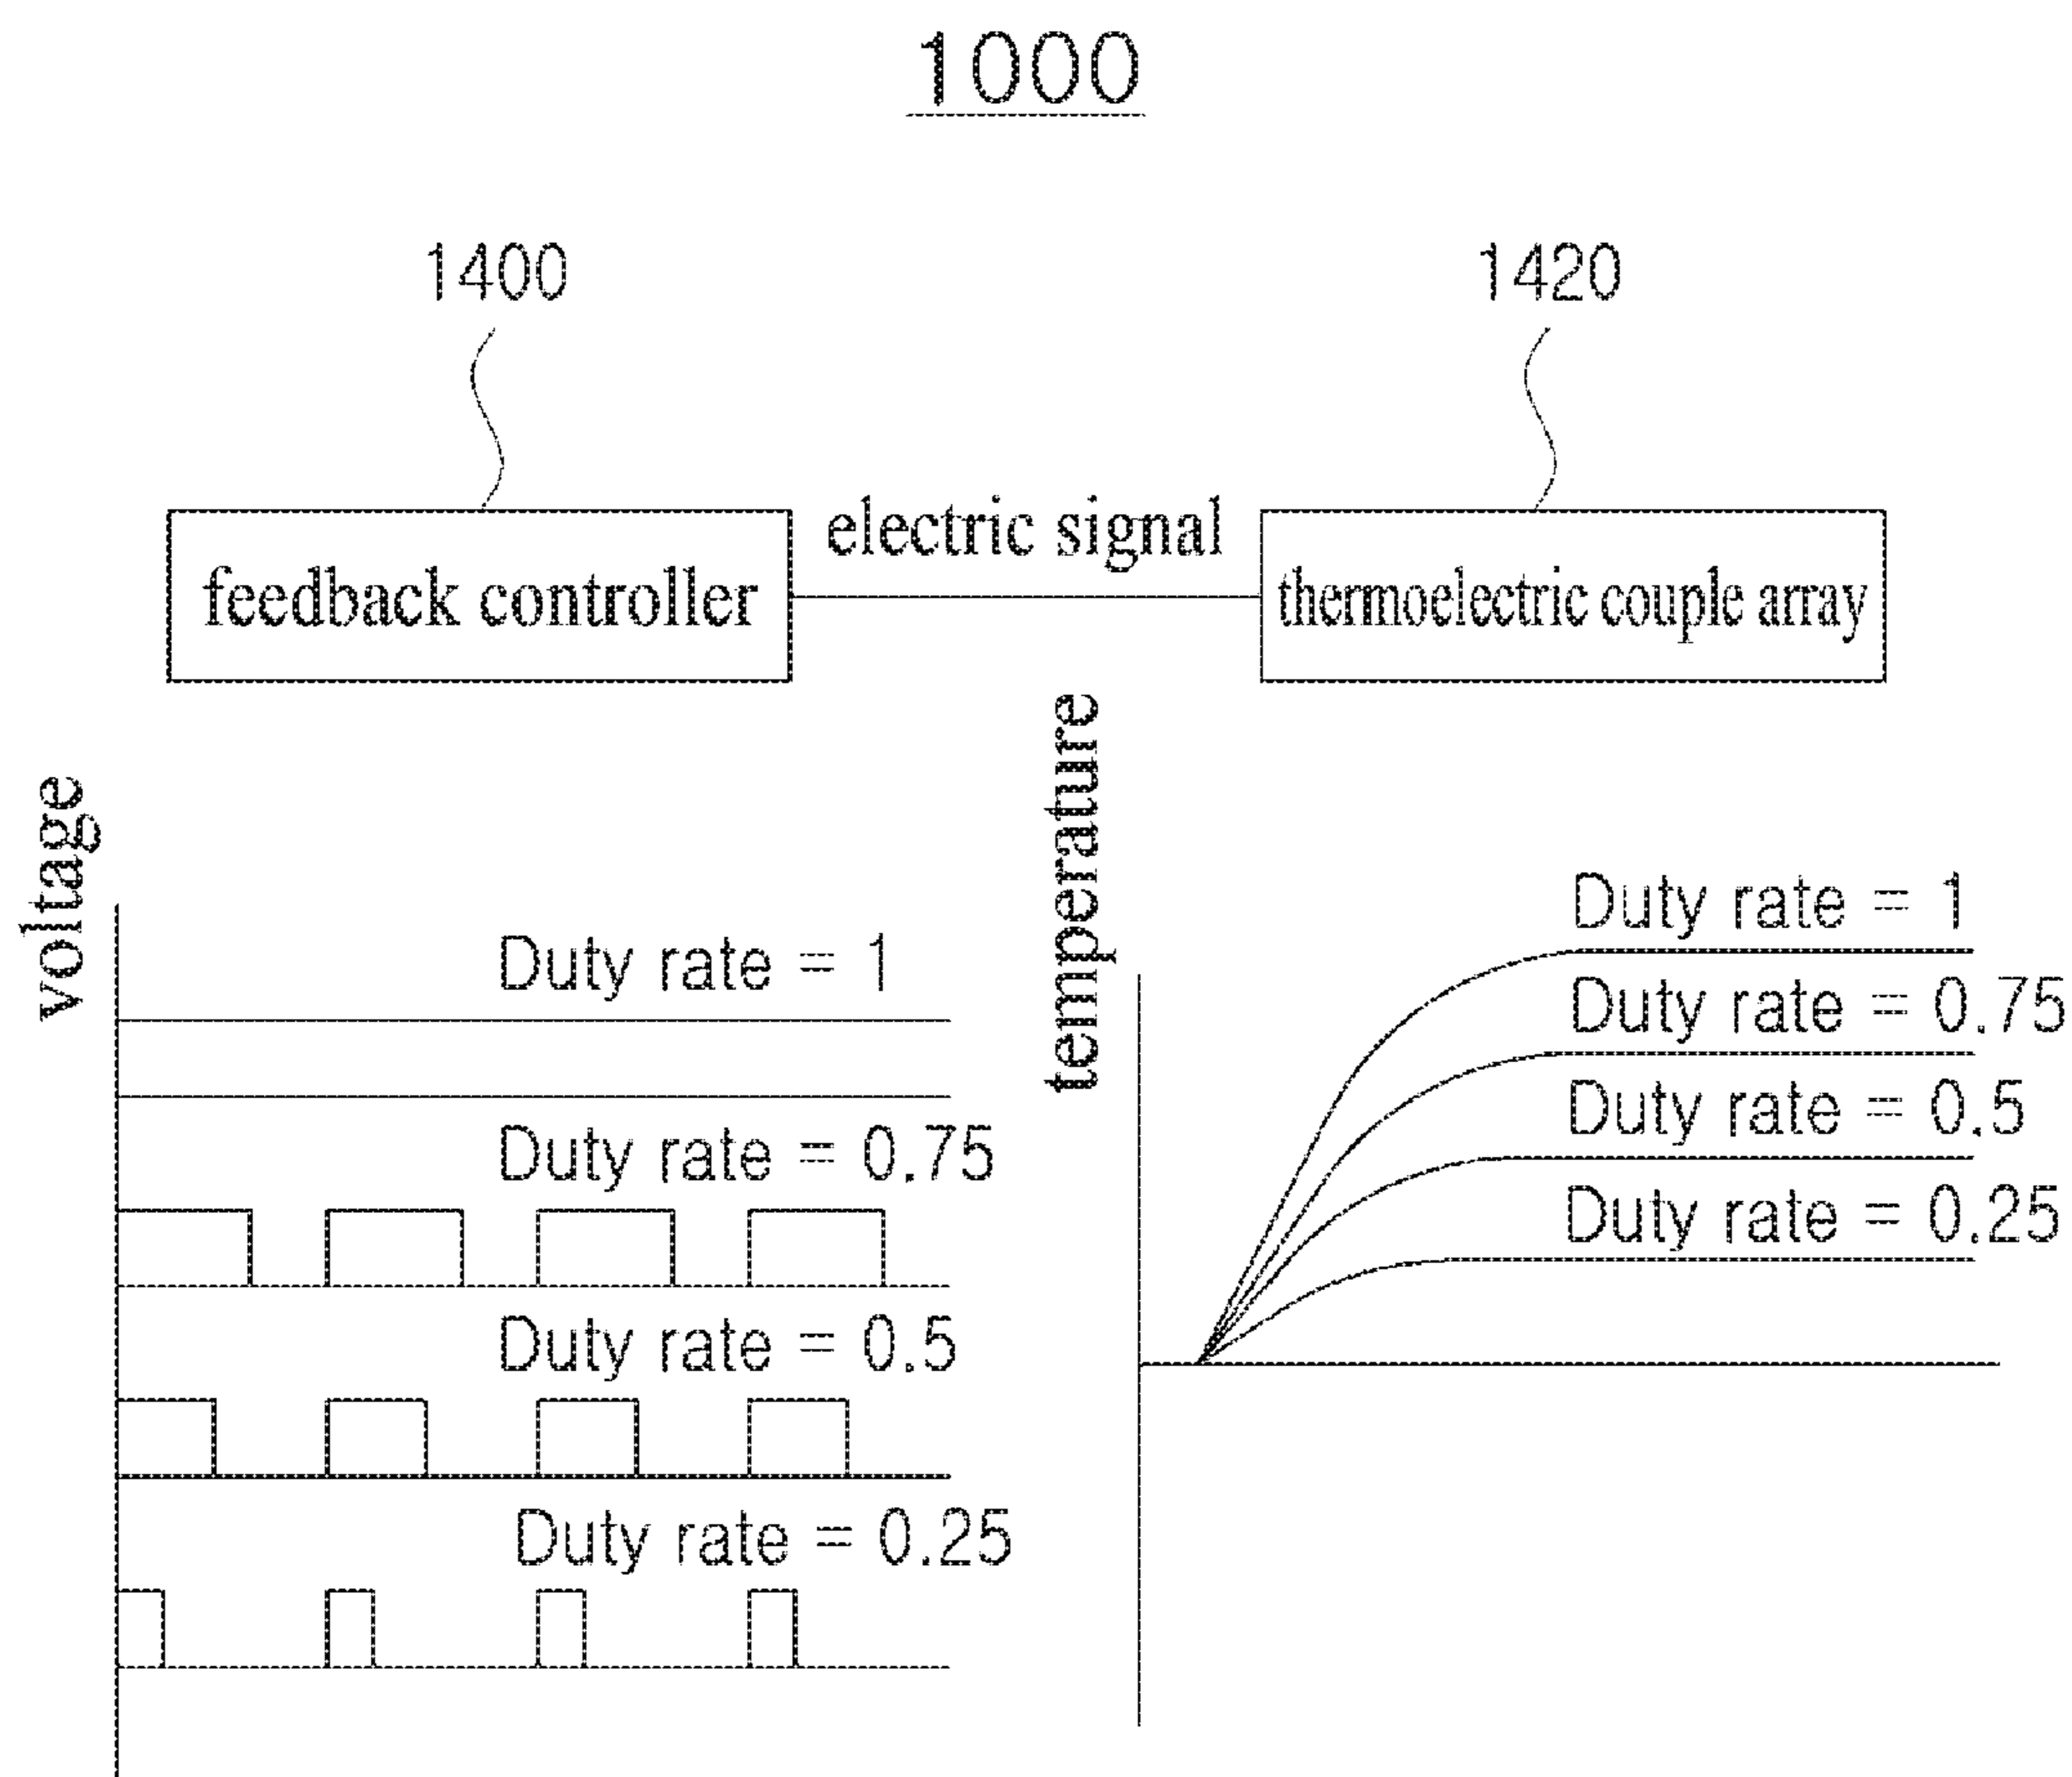 1000
1400
1420
feedback controller
electric signal
thermoelectric couple array
voltage
Duty rate = 1
Duty rate = 0.75
Duty rate = 0.5
Duty rate = 0.25
temperature
Duty rate = 1
Duty rate = 0.75
Duty rate = 0.5
Duty rate = 0.25